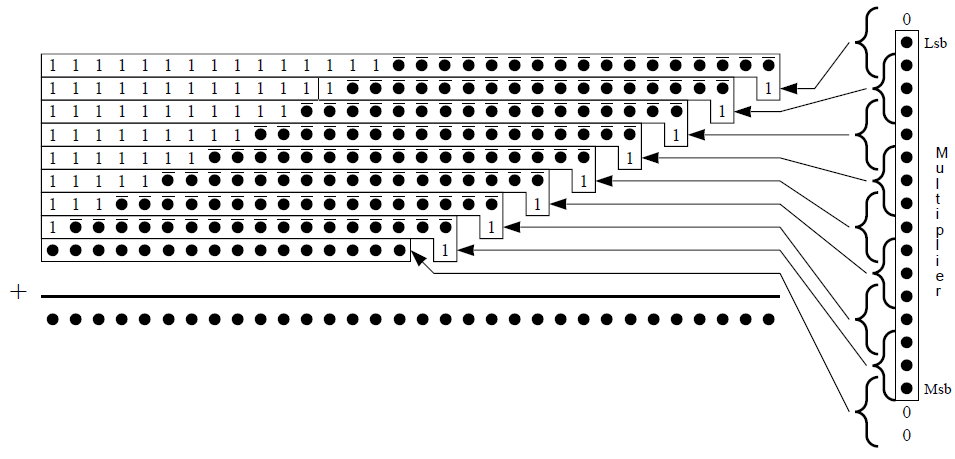 0
Lsb
1 1 1 1 1 1 1 1 1 1 1 1 1 1 1
1 1 1 1 1 1 1 1 1 1 1 1 1 1
1 1 1 1 1 1 1 1 1 1 1 1
1 1 1 1 1 1 1 1 1 1
1 1 1 1 1 1 1 1
1 1 1 1 1 1
1 1 1 1
1 1
1
+
Multiplier
Msb
0
0